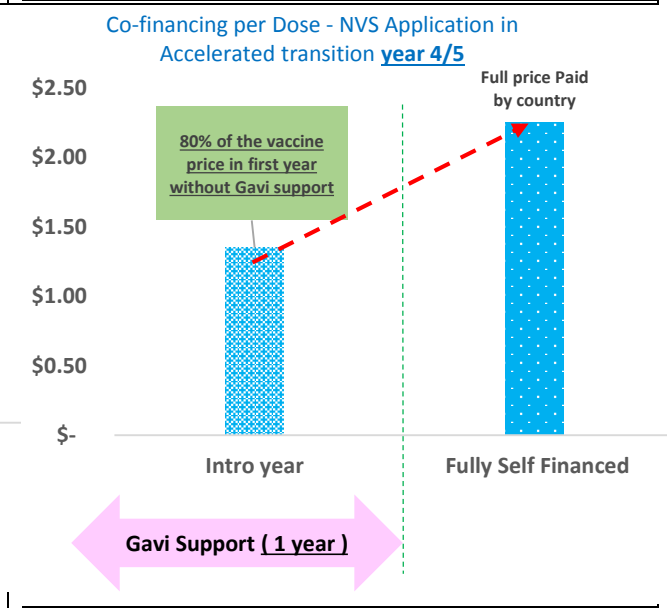 Co-financing per Dose - NVS Application in
Accelerated transition year 4/5
Full price Paid
by country
$2.50
80% of the vaccine
price in first year
without Gavi support
$2.00
$1.50
$1.00
$0.50
$-
Intro year
Fully Self Financed
Gavi Support ( 1 year )